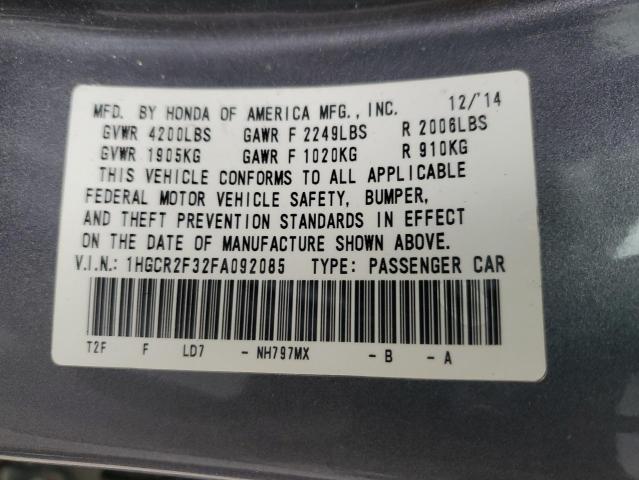 MFD. BY HONDA OF AMERICA MFG., INC. 12/'14
GVWR 4200LBS GAWR F 2249LBS R 2006LBS
GVWR 1905KG GAWR F 1020KG R 910KG
THIS VEHICLE CONFORMS TO ALL APPLICABLE
FEDERAL MOTOR VEHICLE SAFETY, BUMPER,
AND THEFT PREVENTION STANDARDS IN EFFECT
ON THE DATE OF MANUFACTURE SHOWN ABOVE.
V.I.N.: 1HGCR2F32FA092085 TYPE: PASSENGER CAR
T2F F LD7 - NH797MX - B - A